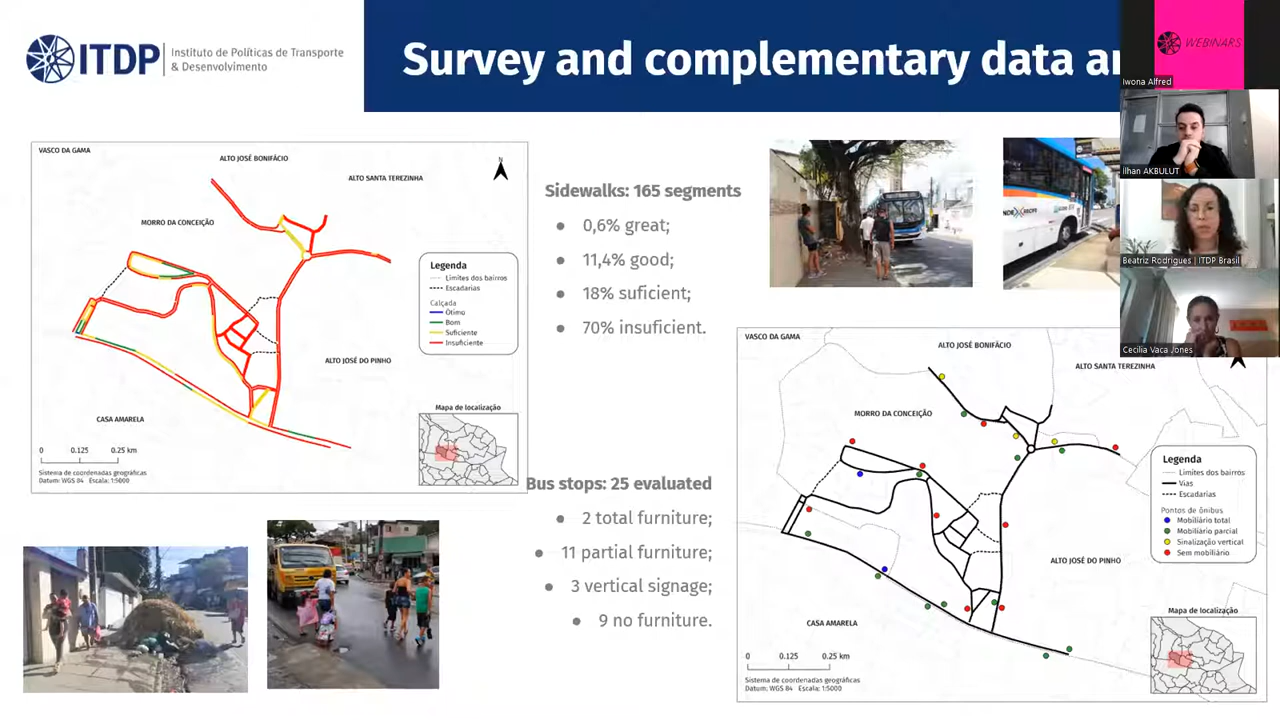 ITDP
Instituto de Políticas de Transporte
& Desenvolvimento
Survey and complementary data an
WEBINARS
Iwona Alfred
İlhan AKBULUT
Beatriz Rodrigues | ITDP Brasil
Cecilia Vaca Jones
VASCO DA GAMA
ALTO JOSÉ BONIFÁCIO
ALTO SANTA TEREZINHA
MORRO DA CONCEIÇÃO
N
Legenda
Limites dos bairros
Escadarias
Calçada
Ótimo
Bom
Suficiente
Insuficiente
ALTO JOSÉ DO PINHO
CASA AMARELA
Mapa de localização
0 0.125 0.25 km
Sistema de coordenadas geográficas
Datum: WGS 84 Escala: 1:5000
Sidewalks: 165 segments
● 0,6% great;
● 11,4% good;
● 18% suficient;
● 70% insuficient.
Bus stops: 25 evaluated
● 2 total furniture;
● 11 partial furniture;
● 3 vertical signage;
● 9 no furniture.
VASCO DA GAMA
ALTO JOSÉ BONIFÁCIO
ALTO SANTA TEREZINHA
MORRO DA CONCEIÇÃO
Legenda
Limites dos bairros
Vias
Escadarias
Pontos de ônibus
Mobiliário total
Mobiliário parcial
Sinalização vertical
Sem mobiliário
ALTO JOSÉ DO PINHO
CASA AMARELA
Mapa de localização
0 0.125 0.25 km
Sistema de coordenadas geográficas
Datum: WGS 84 Escala: 1:5000